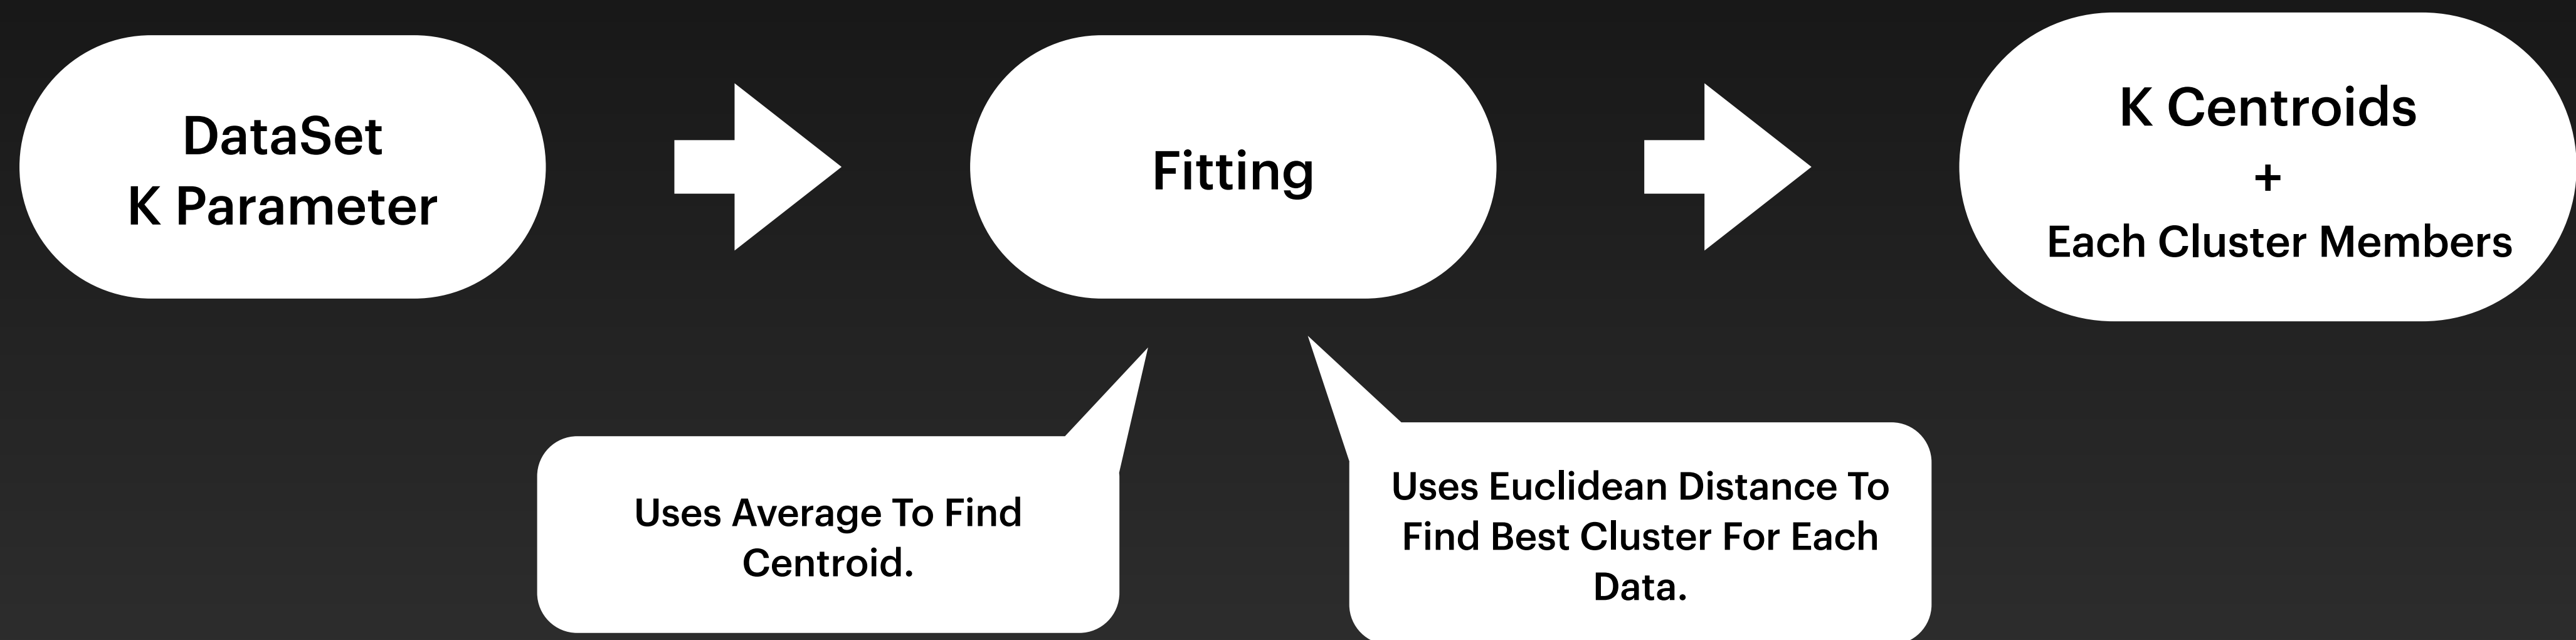 DataSet
K Parameter
Fitting
K Centroids
+
Each Cluster Members
Uses Average To Find
Centroid.
Uses Euclidean Distance To
Find Best Cluster For Each
Data.